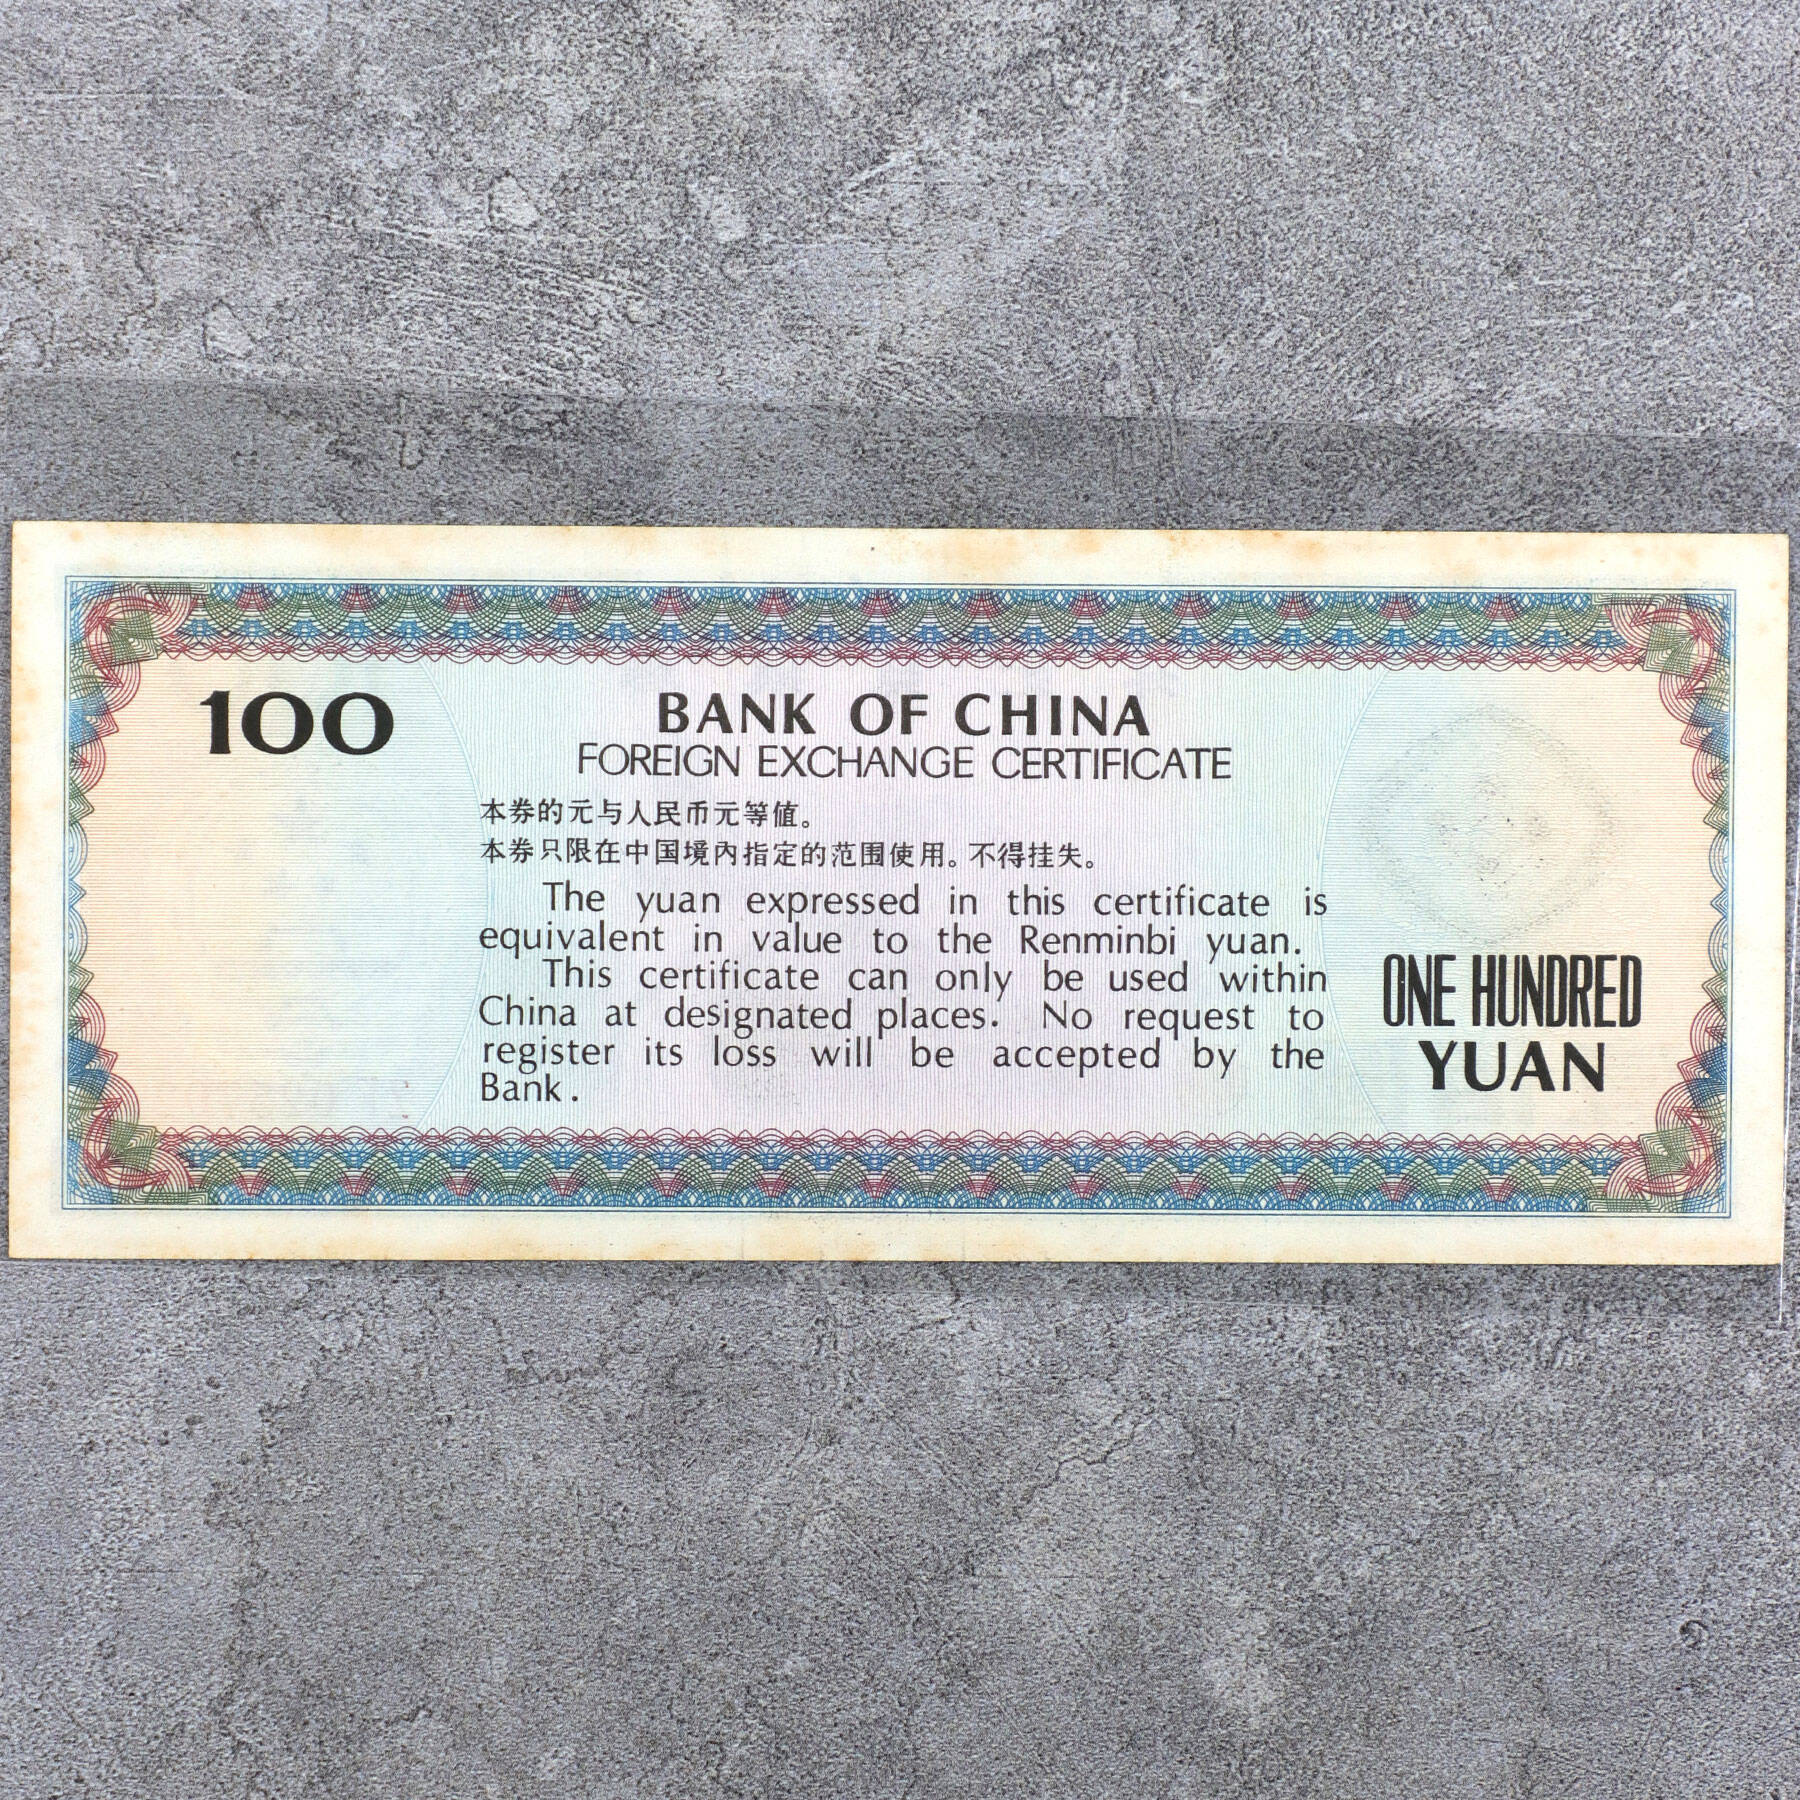 100
BANK OF CHINA
FOREIGN EXCHANGE CERTIFICATE
本券的元与人民币元等值。
本券只限在中国境内指定的范围使用。不得挂失。
The yuan expressed in this certificate is
equivalent in value to the Renminbi yuan.
This certificate can only be used within
China at designated places. No request to
register its loss will be accepted by the
Bank.
ONE HUNDRED
YUAN